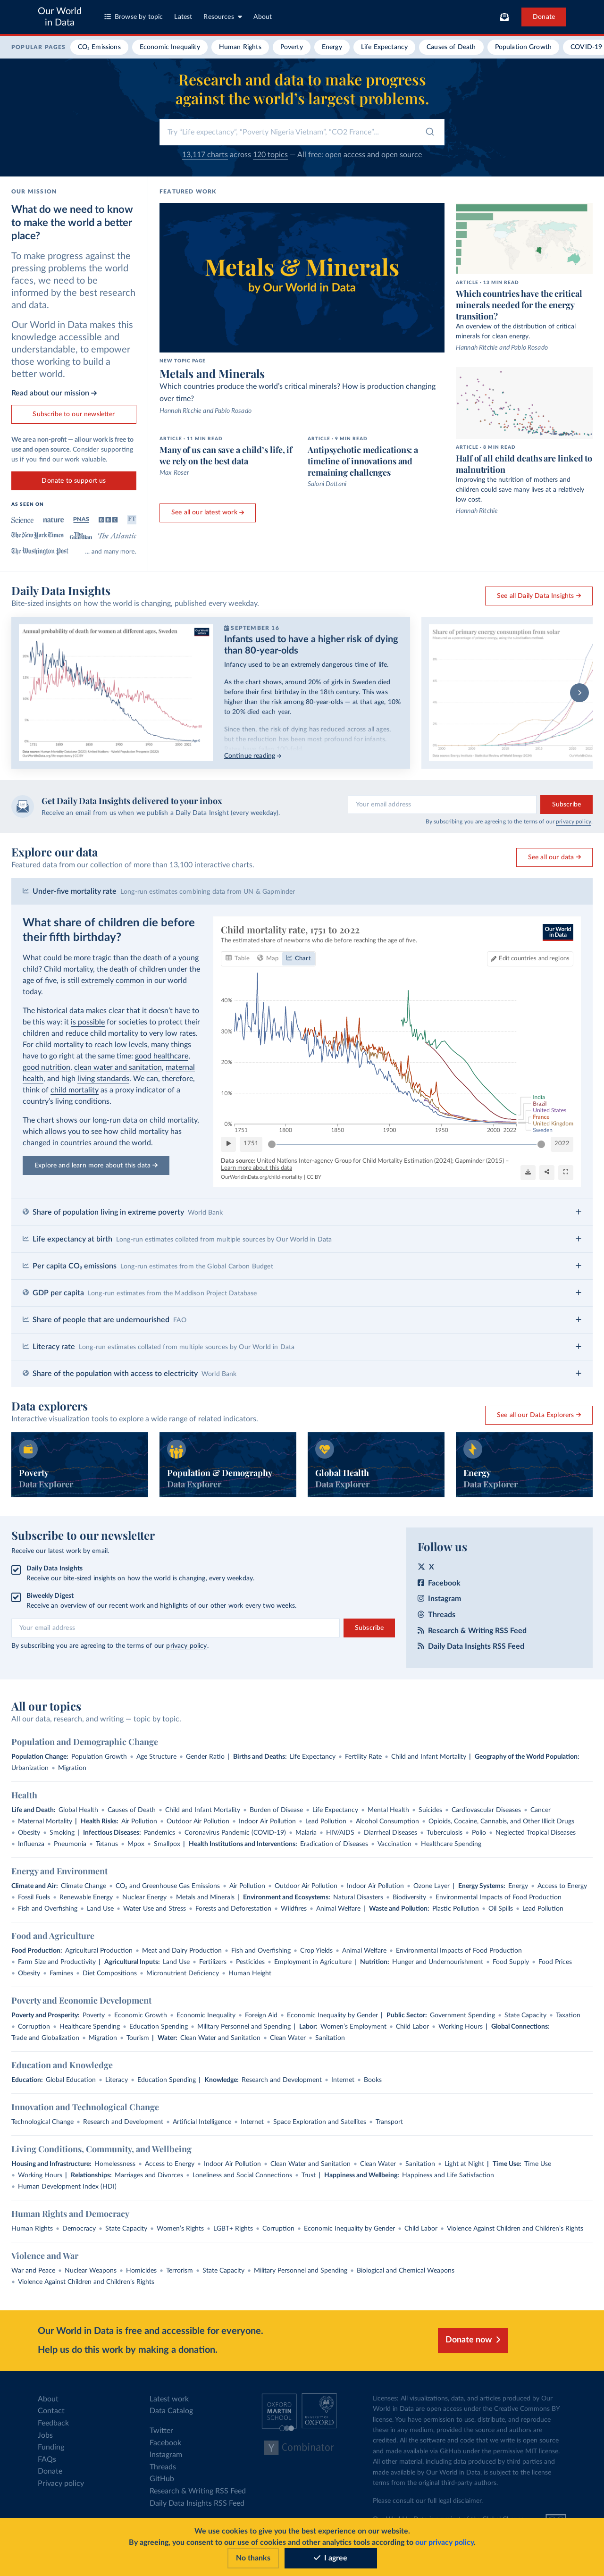 Our World
in Data
Browse by topic
Latest
Resources
About
Donate
POPULAR PAGES
CO₂ Emissions
Economic Inequality
Human Rights
Poverty
Energy
Life Expectancy
Causes of Death
Population Growth
COVID-19
Research and data to make progress
against the world's largest problems.
Try "Life expectancy", "Poverty Nigeria Vietnam", "CO2 France"...
13,117 charts across 120 topics — All free: open access and open source
OUR MISSION
What do we need to know
to make the world a better
place?
To make progress against the
pressing problems the world
faces, we need to be
informed by the best research
and data.
Our World in Data makes this
knowledge accessible and
understandable, to empower
those working to build a
better world.
Read about our mission →
Subscribe to our newsletter
We are a non-profit — all our work is free to
use and open source. Consider supporting
us if you find our work valuable.
Donate to support us
AS SEEN ON
Science
nature
PNAS
BBC
FT
The New York Times
The Guardian
The Atlantic
The Washington Post
... and many more.
FEATURED WORK
Metals & Minerals
by Our World in Data
NEW TOPIC PAGE
Metals and Minerals
Which countries produce the world's critical minerals? How is production changing
over time?
Hannah Ritchie and Pablo Rosado
ARTICLE · 11 MIN READ
Many of us can save a child's life, if
we rely on the best data
Max Roser
ARTICLE · 9 MIN READ
Antipsychotic medications: a
timeline of innovations and
remaining challenges
Saloni Dattani
See all our latest work →
ARTICLE · 13 MIN READ
Which countries have the critical
minerals needed for the energy
transition?
An overview of the distribution of critical
minerals for clean energy.
Hannah Ritchie and Pablo Rosado
ARTICLE · 8 MIN READ
Half of all child deaths are linked to
malnutrition
Improving the nutrition of mothers and
children could save many lives at a relatively
low cost.
Hannah Ritchie
Daily Data Insights
Bite-sized insights on how the world is changing, published every weekday.
See all Daily Data Insights →
Annual probability of death for women at different ages, Sweden
SEPTEMBER 16
Infants used to have a higher risk of dying
than 80-year-olds
Infancy used to be an extremely dangerous time of life.
As the chart shows, around 20% of girls in Sweden died
before their first birthday in the 18th century. This was
higher than the risk among 80-year-olds — at that age, 10%
to 20% died each year.
Since then, the risk of dying has reduced across all ages,
but the reduction has been most profound for infants.
Continue reading →
Share of primary energy consumption from solar
Get Daily Data Insights delivered to your inbox
Receive an email from us when we publish a Daily Data Insight (every weekday).
Your email address
Subscribe
By subscribing you are agreeing to the terms of our privacy policy.
Explore our data
Featured data from our collection of more than 13,100 interactive charts.
See all our data →
Under-five mortality rate Long-run estimates combining data from UN & Gapminder
What share of children die before
their fifth birthday?
What could be more tragic than the death of a young
child? Child mortality, the death of children under the
age of five, is still extremely common in our world
today.
The historical data makes clear that it doesn't have to
be this way: it is possible for societies to protect their
children and reduce child mortality to very low rates.
For child mortality to reach low levels, many things
have to go right at the same time: good healthcare,
good nutrition, clean water and sanitation, maternal
health, and high living standards. We can, therefore,
think of child mortality as a proxy indicator of a
country's living conditions.
The chart shows our long-run data on child mortality,
which allows you to see how child mortality has
changed in countries around the world.
Explore and learn more about this data →
Child mortality rate, 1751 to 2022
The estimated share of newborns who die before reaching the age of five.
Our World
in Data
Table
Map
Chart
Edit countries and regions
40%
30%
20%
10%
0%
India
Brazil
United States
France
United Kingdom
Sweden
1751
1800
1850
1900
1950
2000
2022
1751
2022
Data source: United Nations Inter-agency Group for Child Mortality Estimation (2024); Gapminder (2015) –
Learn more about this data
OurWorldinData.org/child-mortality | CC BY
Share of population living in extreme poverty World Bank
Life expectancy at birth Long-run estimates collated from multiple sources by Our World in Data
Per capita CO₂ emissions Long-run estimates from the Global Carbon Budget
GDP per capita Long-run estimates from the Maddison Project Database
Share of people that are undernourished FAO
Literacy rate Long-run estimates collated from multiple sources by Our World in Data
Share of the population with access to electricity World Bank
Data explorers
Interactive visualization tools to explore a wide range of related indicators.
See all our Data Explorers →
Poverty
Data Explorer
Population & Demography
Data Explorer
Global Health
Data Explorer
Energy
Data Explorer
Subscribe to our newsletter
Receive our latest work by email.
Daily Data Insights
Receive our bite-sized insights on how the world is changing, every weekday.
Biweekly Digest
Receive an overview of our recent work and highlights of our other work every two weeks.
Your email address
Subscribe
By subscribing you are agreeing to the terms of our privacy policy.
Follow us
X
Facebook
Instagram
Threads
Research & Writing RSS Feed
Daily Data Insights RSS Feed
All our topics
All our data, research, and writing — topic by topic.
Population and Demographic Change
Population Change: Population Growth • Age Structure • Gender Ratio | Births and Deaths: Life Expectancy • Fertility Rate • Child and Infant Mortality | Geography of the World Population:
Urbanization • Migration
Health
Life and Death: Global Health • Causes of Death • Child and Infant Mortality • Burden of Disease • Life Expectancy • Mental Health • Suicides • Cardiovascular Diseases • Cancer
• Maternal Mortality | Health Risks: Air Pollution • Outdoor Air Pollution • Indoor Air Pollution • Lead Pollution • Alcohol Consumption • Opioids, Cocaine, Cannabis, and Other Illicit Drugs
• Obesity • Smoking | Infectious Diseases: Pandemics • Coronavirus Pandemic (COVID-19) • Malaria • HIV/AIDS • Diarrheal Diseases • Tuberculosis • Polio • Neglected Tropical Diseases
• Influenza • Pneumonia • Tetanus • Mpox • Smallpox | Health Institutions and Interventions: Eradication of Diseases • Vaccination • Healthcare Spending
Energy and Environment
Climate and Air: Climate Change • CO₂ and Greenhouse Gas Emissions • Air Pollution • Outdoor Air Pollution • Indoor Air Pollution • Ozone Layer | Energy Systems: Energy • Access to Energy
• Fossil Fuels • Renewable Energy • Nuclear Energy • Metals and Minerals | Environment and Ecosystems: Natural Disasters • Biodiversity • Environmental Impacts of Food Production
• Fish and Overfishing • Land Use • Water Use and Stress • Forests and Deforestation • Wildfires • Animal Welfare | Waste and Pollution: Plastic Pollution • Oil Spills • Lead Pollution
Food and Agriculture
Food Production: Agricultural Production • Meat and Dairy Production • Fish and Overfishing • Crop Yields • Animal Welfare • Environmental Impacts of Food Production
• Farm Size and Productivity | Agricultural Inputs: Land Use • Fertilizers • Pesticides • Employment in Agriculture | Nutrition: Hunger and Undernourishment • Food Supply • Food Prices
• Obesity • Famines • Diet Compositions • Micronutrient Deficiency • Human Height
Poverty and Economic Development
Poverty and Prosperity: Poverty • Economic Growth • Economic Inequality • Foreign Aid • Economic Inequality by Gender | Public Sector: Government Spending • State Capacity • Taxation
• Corruption • Healthcare Spending • Education Spending • Military Personnel and Spending | Labor: Women's Employment • Child Labor • Working Hours | Global Connections:
Trade and Globalization • Migration • Tourism | Water: Clean Water and Sanitation • Clean Water • Sanitation
Education and Knowledge
Education: Global Education • Literacy • Education Spending | Knowledge: Research and Development • Internet • Books
Innovation and Technological Change
Technological Change • Research and Development • Artificial Intelligence • Internet • Space Exploration and Satellites • Transport
Living Conditions, Community, and Wellbeing
Housing and Infrastructure: Homelessness • Access to Energy • Indoor Air Pollution • Clean Water and Sanitation • Clean Water • Sanitation • Light at Night | Time Use: Time Use
• Working Hours | Relationships: Marriages and Divorces • Loneliness and Social Connections • Trust | Happiness and Wellbeing: Happiness and Life Satisfaction
• Human Development Index (HDI)
Human Rights and Democracy
Human Rights • Democracy • State Capacity • Women's Rights • LGBT+ Rights • Corruption • Economic Inequality by Gender • Child Labor • Violence Against Children and Children's Rights
Violence and War
War and Peace • Nuclear Weapons • Homicides • Terrorism • State Capacity • Military Personnel and Spending • Biological and Chemical Weapons
• Violence Against Children and Children's Rights
Our World in Data is free and accessible for everyone.
Help us do this work by making a donation.
Donate now
About
Contact
Feedback
Jobs
Funding
FAQs
Donate
Privacy policy
Latest work
Data Catalog
Twitter
Facebook
Instagram
Threads
GitHub
Research & Writing RSS Feed
Daily Data Insights RSS Feed
OXFORD
MARTIN
SCHOOL
UNIVERSITY OF
OXFORD
Y Combinator
Licenses: All visualizations, data, and articles produced by Our
World in Data are open access under the Creative Commons BY
license. You have permission to use, distribute, and reproduce
these in any medium, provided the source and authors are
credited. All the software and code that we write is open source
and made available via GitHub under the permissive MIT license.
All other material, including data produced by third parties and
made available by Our World in Data, is subject to the license
terms from the original third-party authors.
Please consult our full legal disclaimer.
We use cookies to give you the best experience on our website.
By agreeing, you consent to our use of cookies and other analytics tools according to our privacy policy.
No thanks
I agree